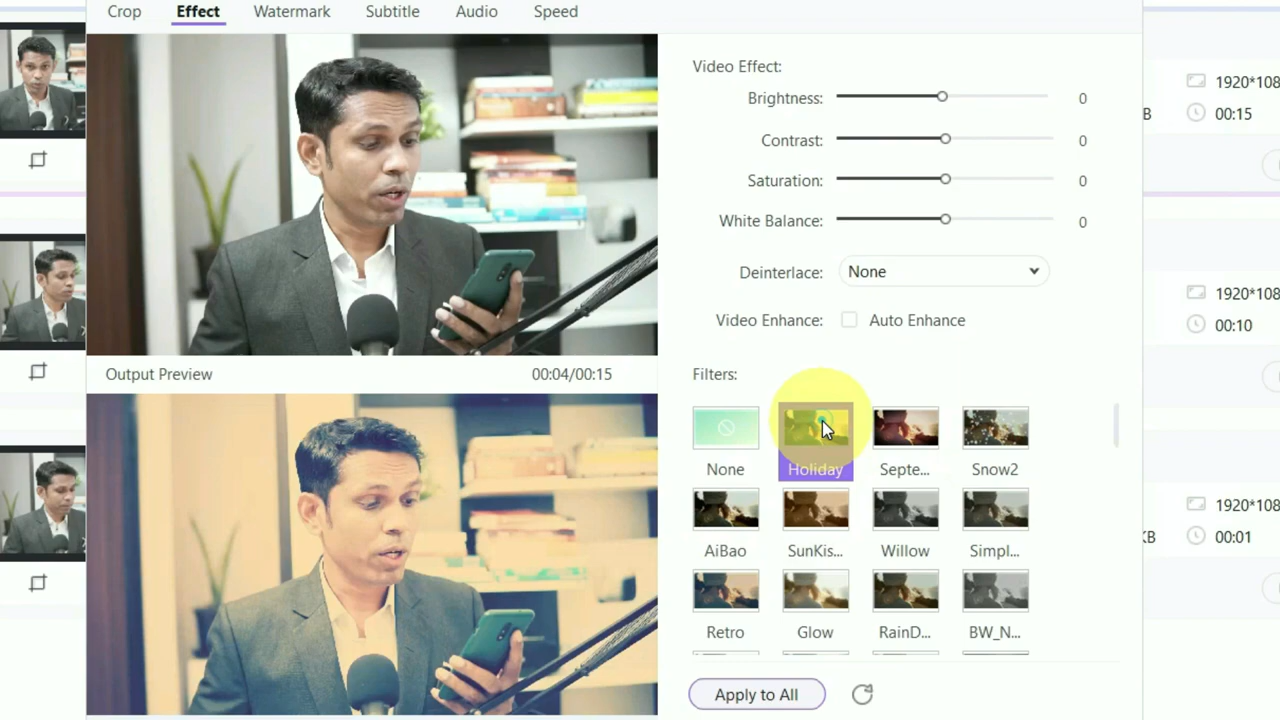 Crop Effect Watermark Subtitle Audio Speed
Video Effect:
Brightness: 0
Contrast: 0
Saturation: 0
White Balance: 0
Deinterlace: None
Video Enhance: Auto Enhance
Output Preview 00:04/00:15
Filters:
None Holiday Septe... Snow2
AiBao SunKis... Willow Simpl...
Retro Glow RainD... BW_N...
Apply to All
1920*108
B 00:15
1920*108
00:10
1920*108
KB 00:01